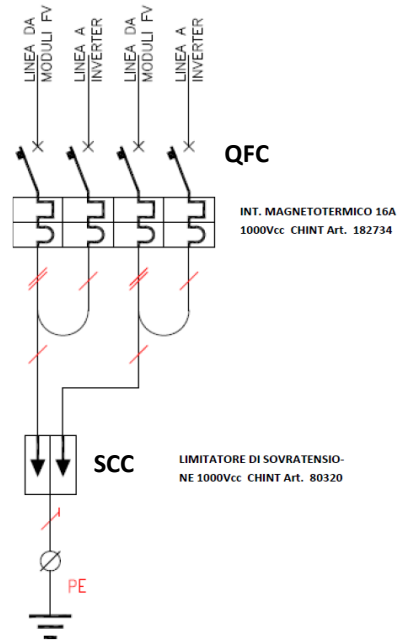 LINEA DA
MODULI FV
LINEA A
INVERTER
LINEA DA
MODULI FV
LINEA A
INVERTER
QFC
INT. MAGNETOTERMICO 16A
1000Vcc CHINT Art. 182734
SCC
LIMITATORE DI SOVRATENSIO-
NE 1000Vcc CHINT Art. 80320
PE